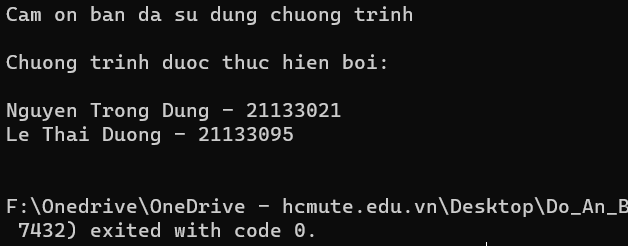 Cam on ban da su dung chuong trinh
Chuong trinh duoc thuc hien boi:
Nguyen Trong Dung - 21133021
Le Thai Duong - 21133095
F:\Onedrive\OneDrive - hcmute.edu.vn\Desktop\Do_An_B
7432) exited with code 0.